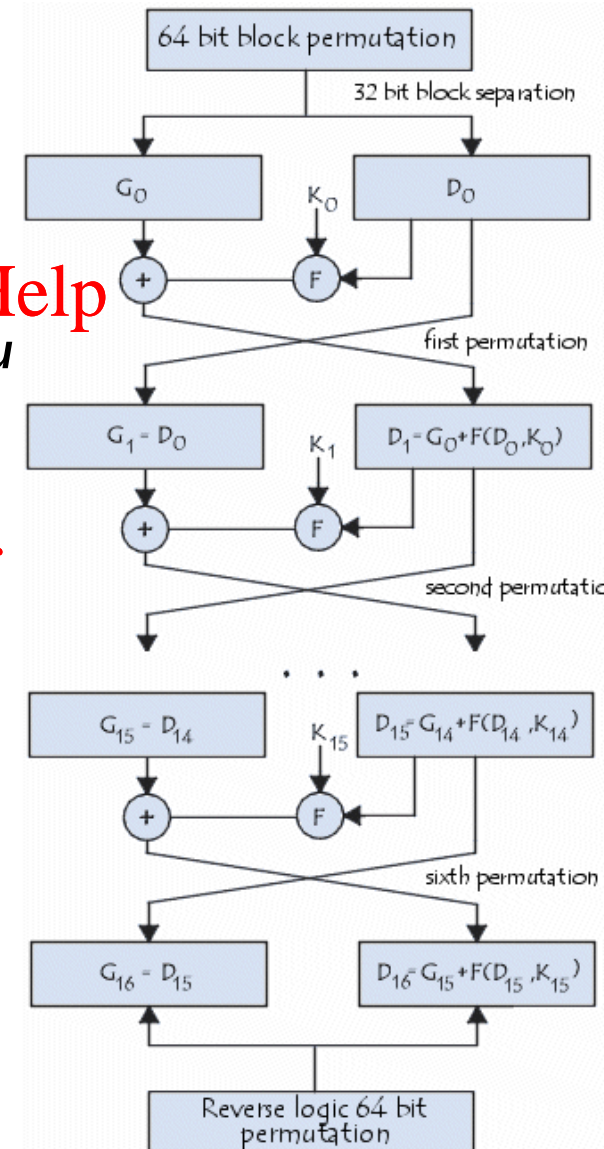 64 bit block permutation
32 bit block separation
G0
K0
D0
+
F
Help
u
first permutation
G1 = D0
K1
D1=G0+F(D0,K0)
+
F
.
second permutatio
. . .
G15 = D14
K15
D15=G14+F(D14,K14)
+
F
sixth permutation
G16 = D15
D16=G15+F(D15,K15)
Reverse logic 64 bit
permutation